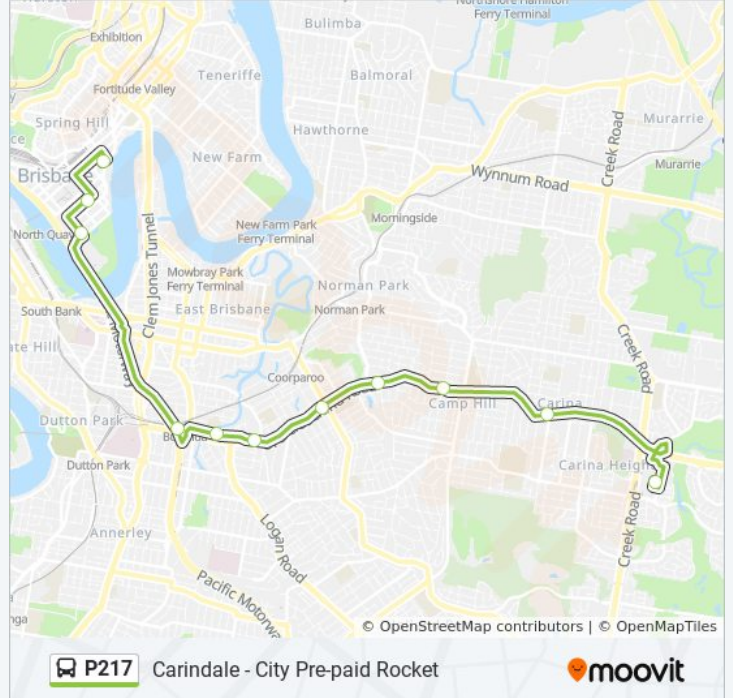 Northshore Hamilton
Ferry Terminal
Bulimba
Exhibition
Teneriffe
Balmoral
Fortitude Valley
Spring Hill
Hawthorne
Murarrie
Creek Road
New Farm
Murarrie
Wynnum Road
New Farm Park
Ferry Terminal
Morningside
North Quay
Clem Jones Tunnel
Mowbray Park
Ferry Terminal
Norman Park
South Bank
East Brisbane
Norman Park
Creek Road
Coorparoo
Camp Hill
Carina
Dutton Park
Dutton Park
Carina Heigh
Creek Road
Annerley
Logan Road
Pacific Motorw
© OpenStreetMap contributors | © OpenMapTiles
P217 Carindale - City Pre-paid Rocket moovit